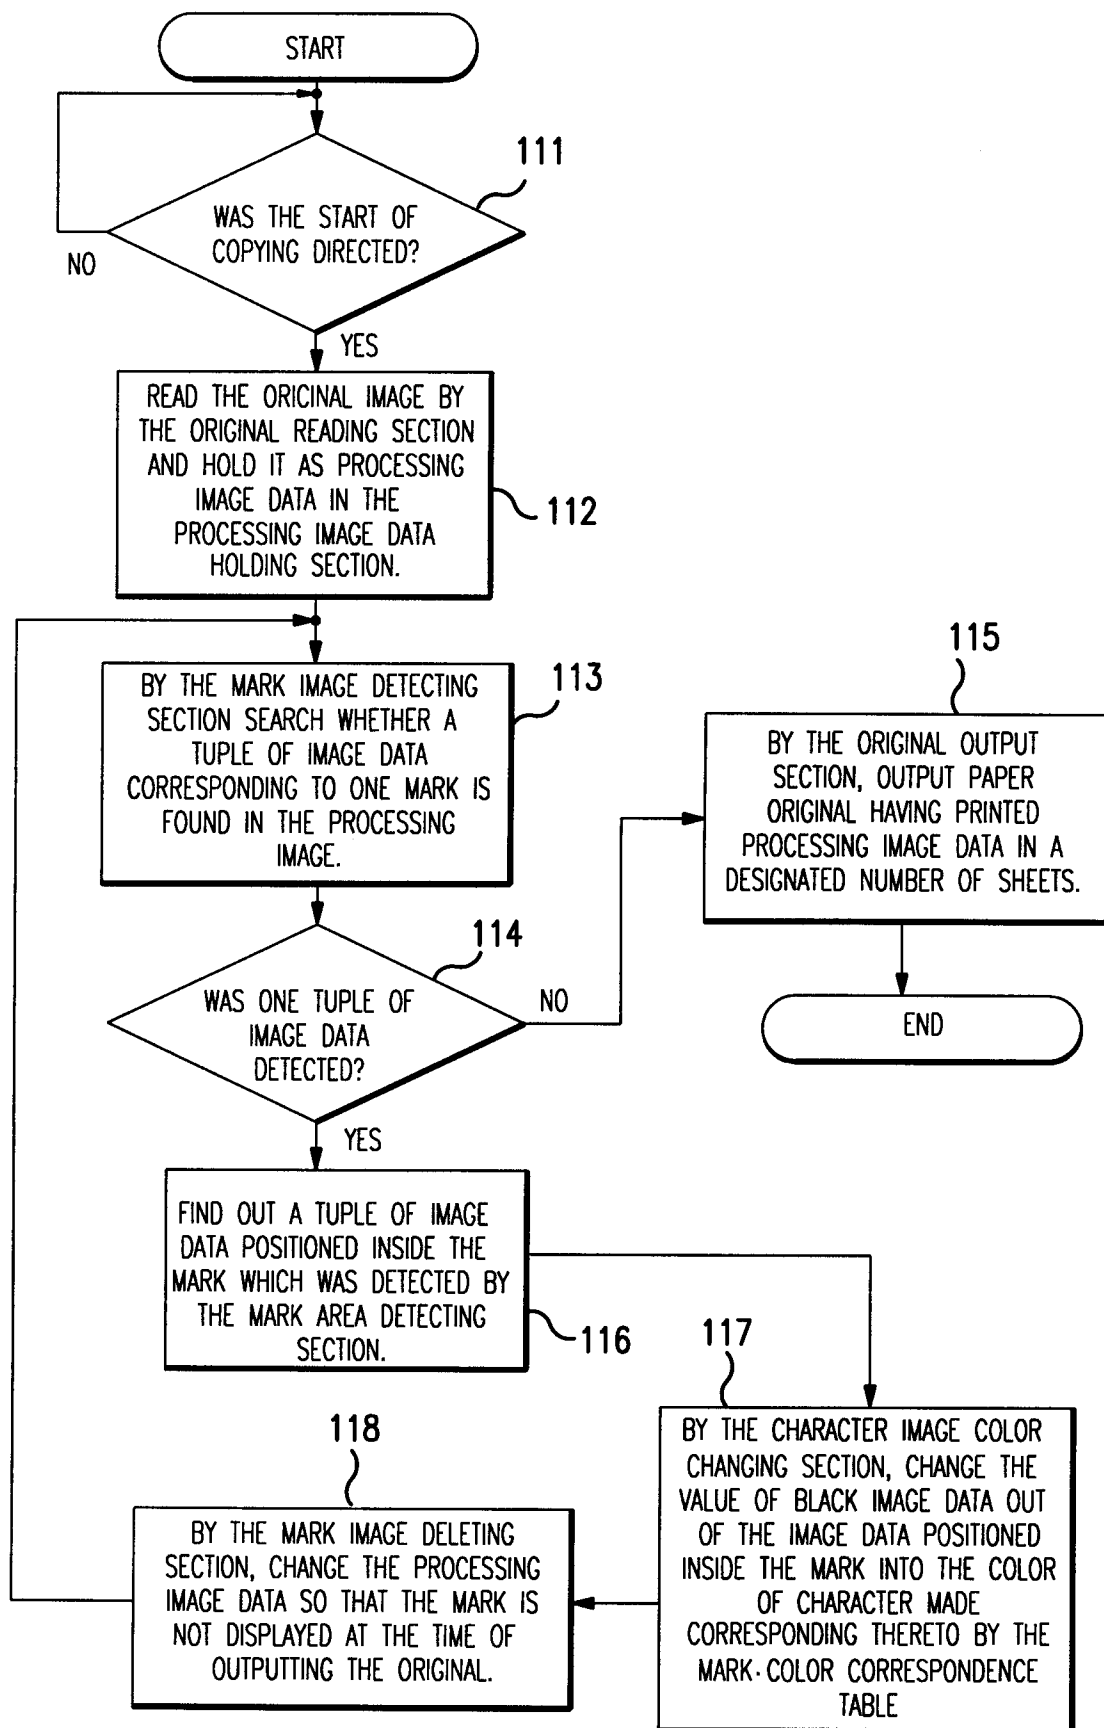 START
111
WAS THE START OF
COPYING DIRECTED?
NO
YES
READ THE ORICINAL IMAGE BY
THE ORIGINAL READING SECTION
AND HOLD IT AS PROCESSING
IMAGE DATA IN THE
PROCESSING IMAGE DATA
HOLDING SECTION.
112
BY THE MARK IMAGE DETECTING
SECTION SEARCH WHETHER A
TUPLE OF IMAGE DATA
CORRESPONDING TO ONE MARK IS
FOUND IN THE PROCESSING
IMAGE.
113
114
WAS ONE TUPLE OF
IMAGE DATA
DETECTED?
NO
YES
115
BY THE ORIGINAL OUTPUT
SECTION, OUTPUT PAPER
ORIGINAL HAVING PRINTED
PROCESSING IMAGE DATA IN A
DESIGNATED NUMBER OF SHEETS.
END
FIND OUT A TUPLE OF IMAGE
DATA POSITIONED INSIDE THE
MARK WHICH WAS DETECTED BY
THE MARK AREA DETECTING
SECTION.
116
117
BY THE CHARACTER IMAGE COLOR
CHANGING SECTION, CHANGE THE
VALUE OF BLACK IMAGE DATA OUT
OF THE IMAGE DATA POSITIONED
INSIDE THE MARK INTO THE COLOR
OF CHARACTER MADE
CORRESPONDING THERETO BY THE
MARK·COLOR CORRESPONDENCE
TABLE
118
BY THE MARK IMAGE DELETING
SECTION, CHANGE THE PROCESSING
IMAGE DATA SO THAT THE MARK IS
NOT DISPLAYED AT THE TIME OF
OUTPUTTING THE ORIGINAL.